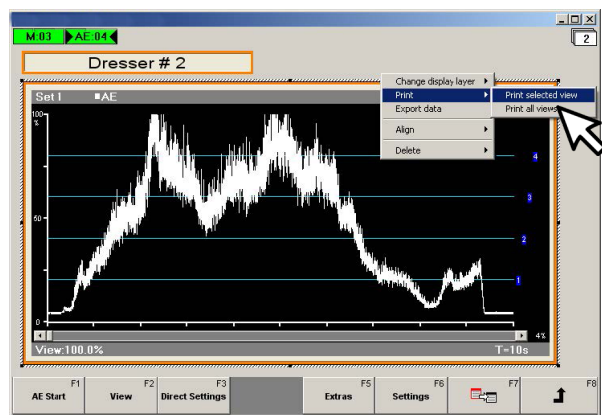 M:03 AE:04
2
Dresser # 2
Set 1 AE
Change display layer
Print
Export data
Align
Delete
Print selected view
Print all views
100
%
50
0
4
3
2
1
4%
View:100.0% T=10s
F1 F2 F3 F5 F6 F7 F8
AE Start View Direct Settings Extras Settings